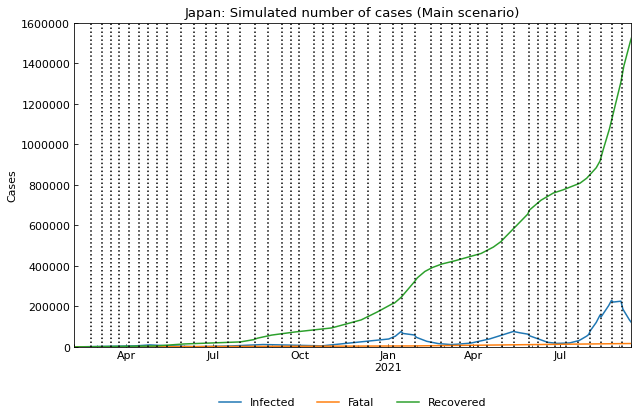 Japan: Simulated number of cases (Main scenario)
1600000
1400000
1200000
1000000
800000
600000
400000
200000
0
Cases
Apr Jul Oct Jan Apr Jul
2021
Infected Fatal Recovered